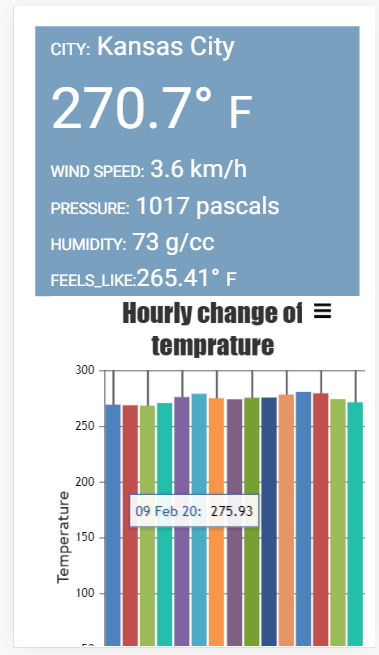 CITY: Kansas City
270.7° F
WIND SPEED: 3.6 km/h
PRESSURE: 1017 pascals
HUMIDITY: 73 g/cc
FEELS_LIKE:265.41° F
Hourly change of
temprature
300
250
200
09 Feb 20: 275.93
150
Temperature
100
50